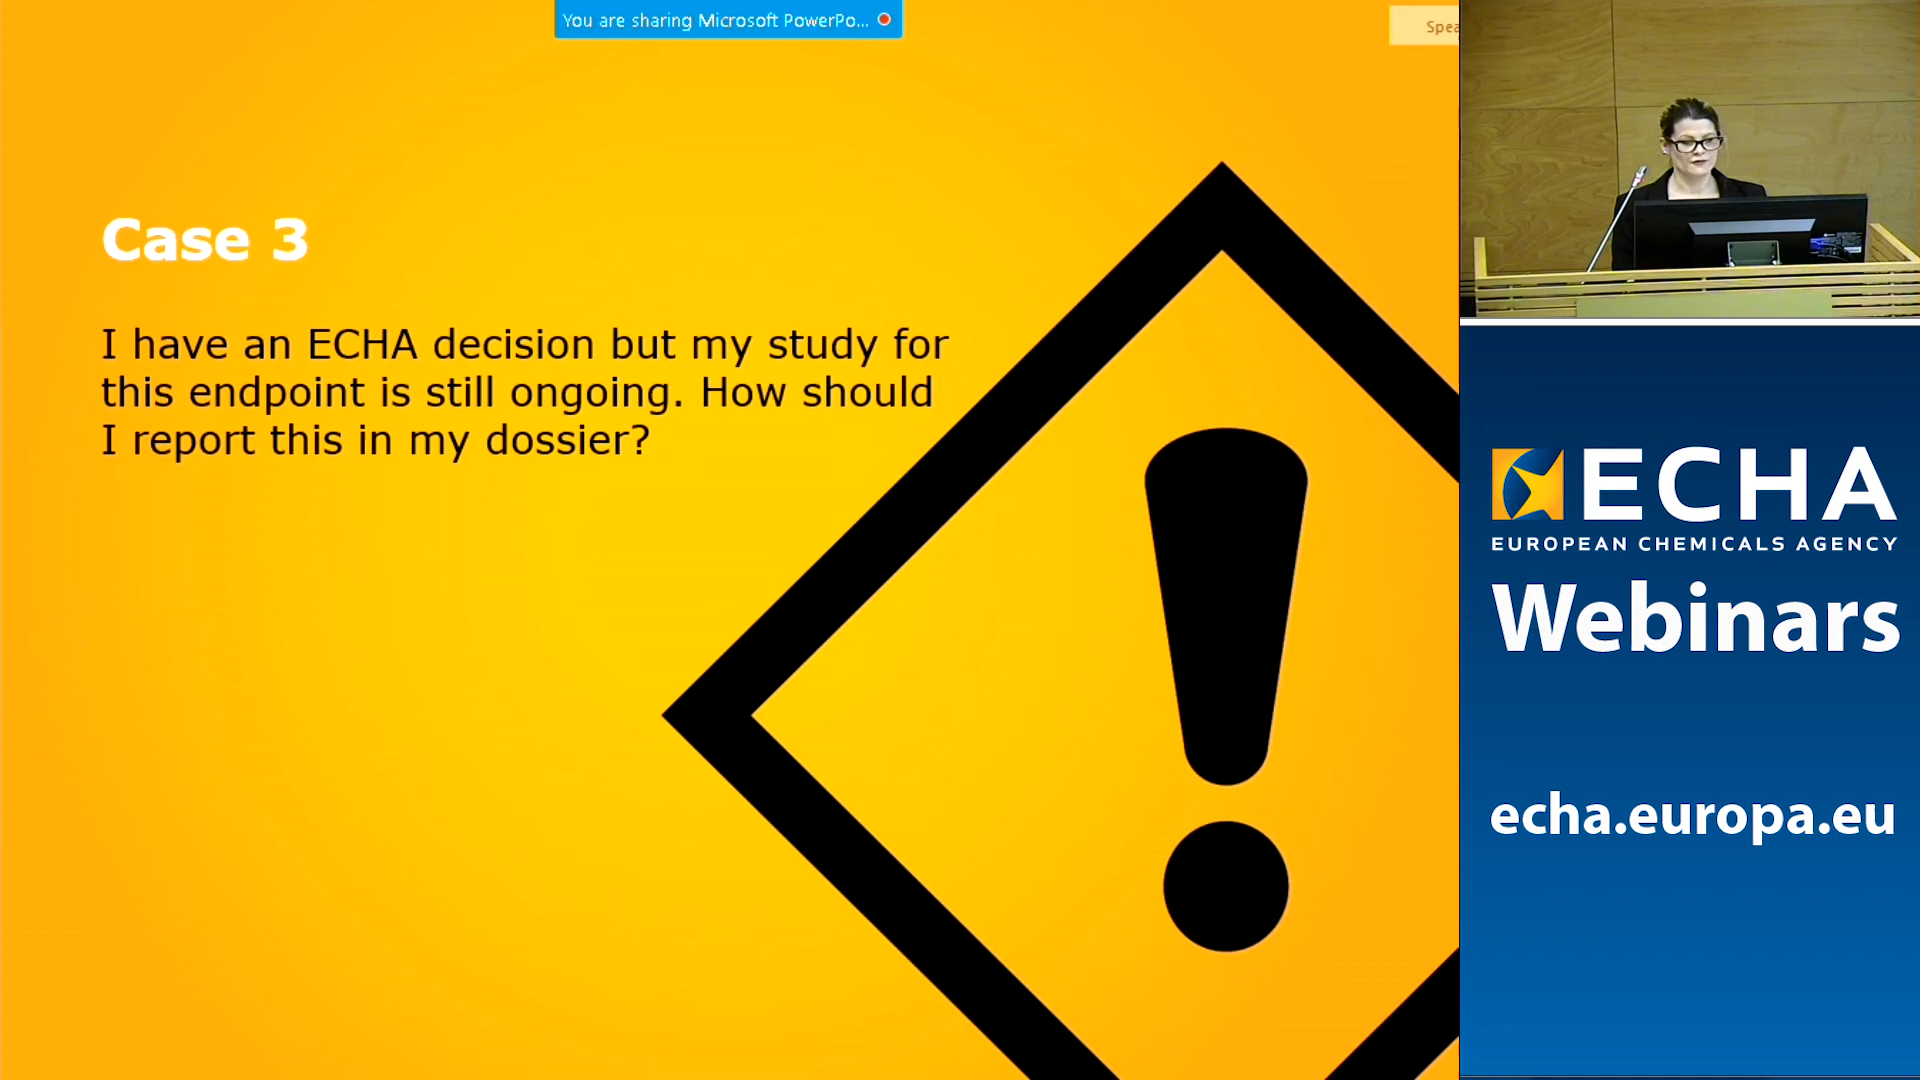 You are sharing Microsoft PowerPo...
Case 3
I have an ECHA decision but my study for
this endpoint is still ongoing. How should
I report this in my dossier?
ECHA
EUROPEAN CHEMICALS AGENCY
Webinars
echa.europa.eu